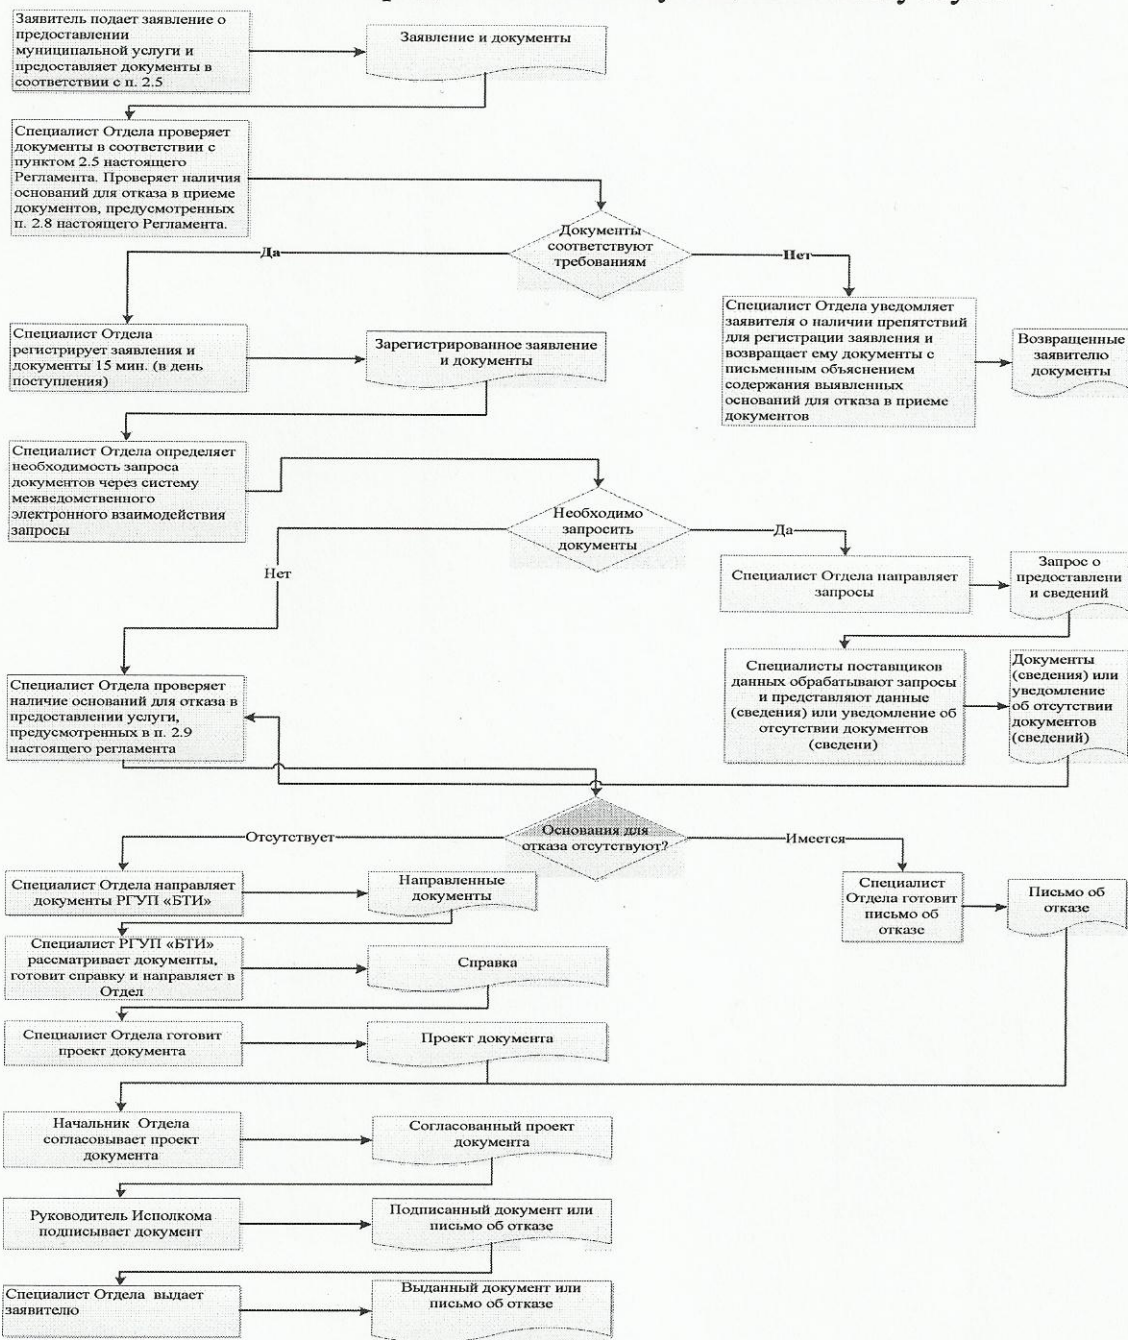 Заявитель подает заявление о
предоставлении
муниципальной услуги и
предоставляет документы в
соответствии с п. 2.5
Заявление и документы
Специалист Отдела проверяет
документы в соответствии с
пунктом 2.5 настоящего
Регламента. Проверяет наличия
оснований для отказа в приеме
документов, предусмотренных
п. 2.8 настоящего Регламента.
Документы
соответствуют
требованиям
Да
Нет
Специалист Отдела
регистрирует заявления и
документы 15 мин. (в день
поступления)
Зарегистрированное заявление
и документы
Специалист Отдела уведомляет
заявителя о наличии препятствий
для регистрации заявления и
возвращает ему документы с
письменным объяснением
содержания выявленных
оснований для отказа в приеме
документов
Возвращенные
заявителю
документы
Специалист Отдела определяет
необходимость запроса
документов через систему
межведомственного
электронного взаимодействия
запросы
Необходимо
запросить
документы
Да
Нет
Специалист Отдела направляет
запросы
Запрос о
предоставлени
и сведений
Специалист Отдела проверяет
наличие оснований для отказа в
предоставлении услуги,
предусмотренных в п. 2.9
настоящего регламента
Специалисты поставщиков
данных обрабатывают запросы
и представляют данные
(сведения) или уведомление об
отсутствии документов
(сведени)
Документы
(сведения) или
уведомление
об отсутствии
документов
(сведений)
Основания для
отказа отсутствуют?
Отсутствует
Имеется
Специалист Отдела направляет
документы РГУП «БТИ»
Направленные
документы
Специалист
Отдела готовит
письмо об
отказе
Письмо об
отказе
Специалист РГУП «БТИ»
рассматривает документы,
готовит справку и направляет в
Отдел
Справка
Специалист Отдела готовит
проект документа
Проект документа
Начальник Отдела
согласовывает проект
документа
Согласованный проект
документа
Руководитель Исполкома
подписывает документ
Подписанный документ или
письмо об отказе
Специалист Отдела выдает
заявителю
Выданный документ или
письмо об отказе